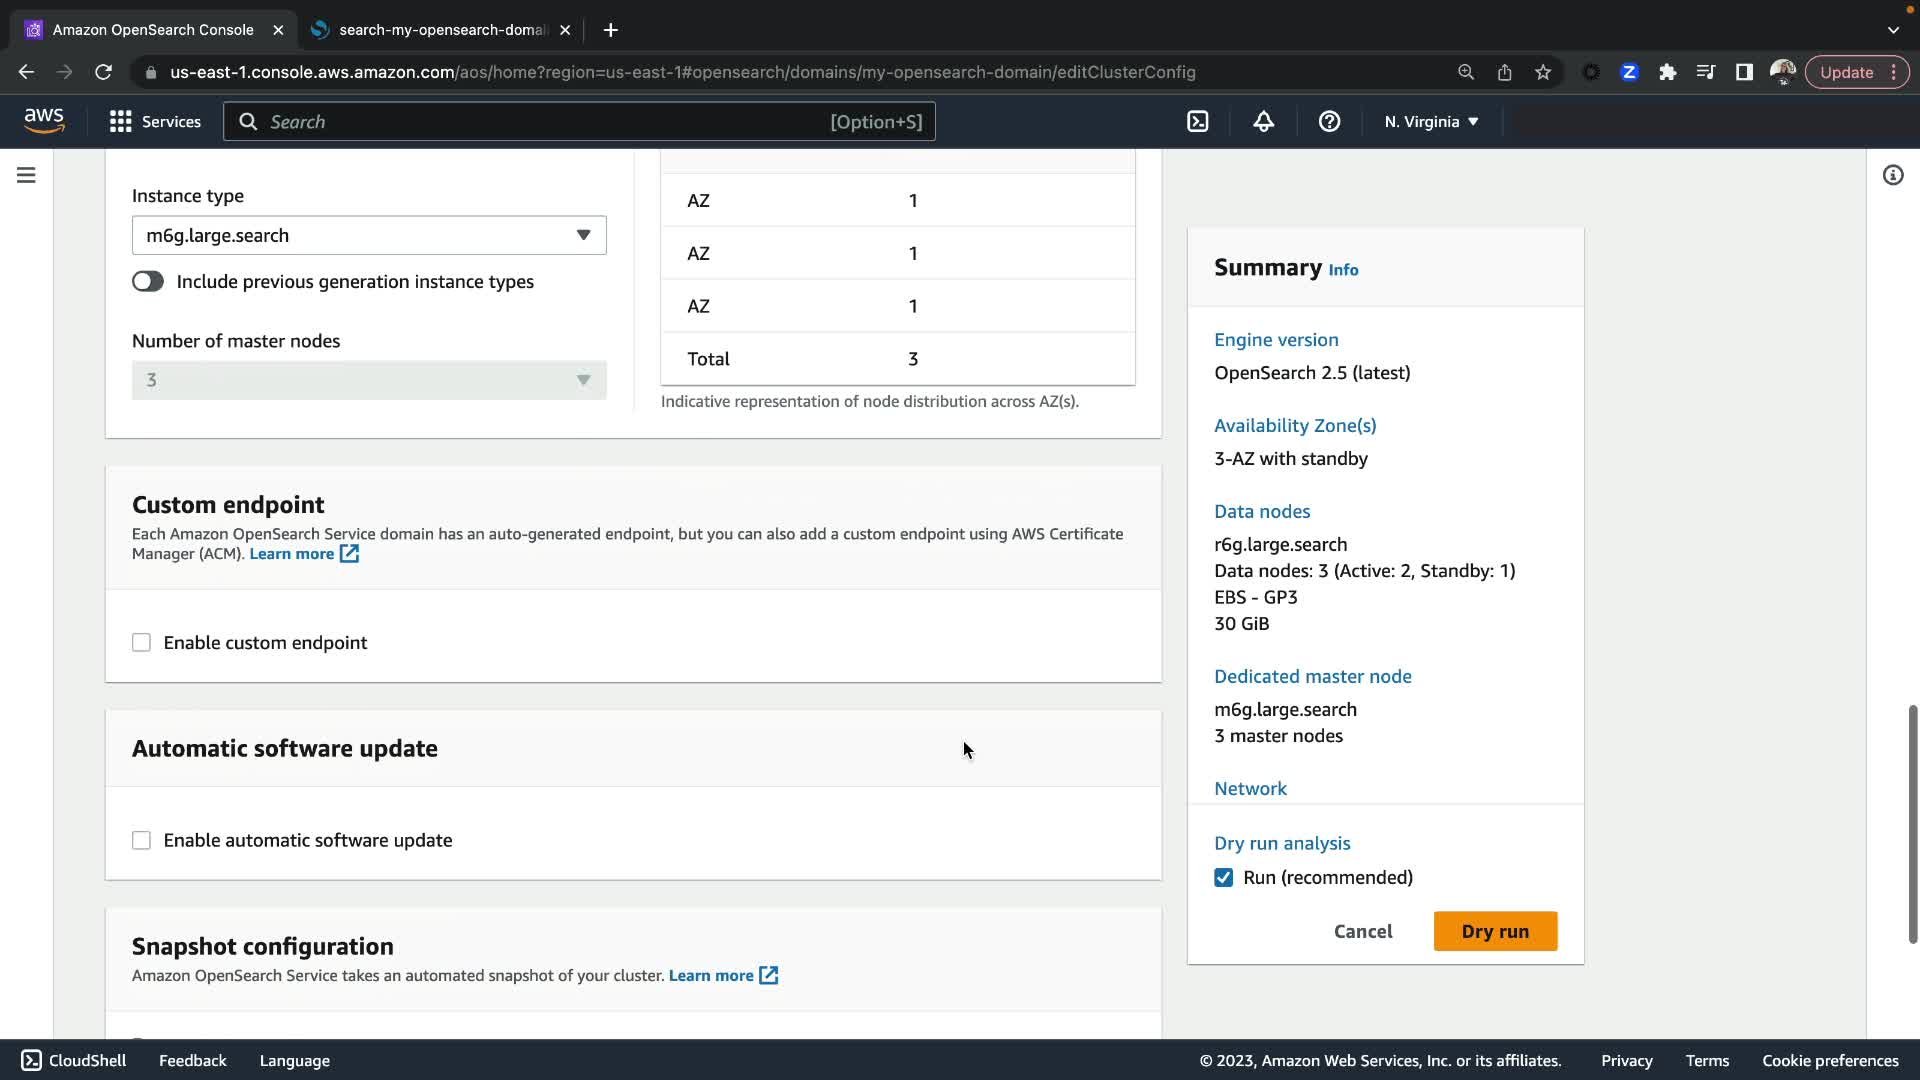 Amazon OpenSearch Console
search-my-opensearch-domai
us-east-1.console.aws.amazon.com/aos/home?region=us-east-1#opensearch/domains/my-opensearch-domain/editClusterConfig
Z
Update
aws
Services
Search
[Option+S]
N. Virginia
Instance type
m6g.large.search
Include previous generation instance types
Number of master nodes
3
AZ 1
AZ 1
AZ 1
Total 3
Indicative representation of node distribution across AZ(s).
Custom endpoint
Each Amazon OpenSearch Service domain has an auto-generated endpoint, but you can also add a custom endpoint using AWS Certificate
Manager (ACM). Learn more
Enable custom endpoint
Automatic software update
Enable automatic software update
Snapshot configuration
Amazon OpenSearch Service takes an automated snapshot of your cluster. Learn more
Summary Info
Engine version
OpenSearch 2.5 (latest)
Availability Zone(s)
3-AZ with standby
Data nodes
r6g.large.search
Data nodes: 3 (Active: 2, Standby: 1)
EBS - GP3
30 GiB
Dedicated master node
m6g.large.search
3 master nodes
Network
Dry run analysis
Run (recommended)
Cancel
Dry run
CloudShell
Feedback
Language
© 2023, Amazon Web Services, Inc. or its affiliates.
Privacy
Terms
Cookie preferences